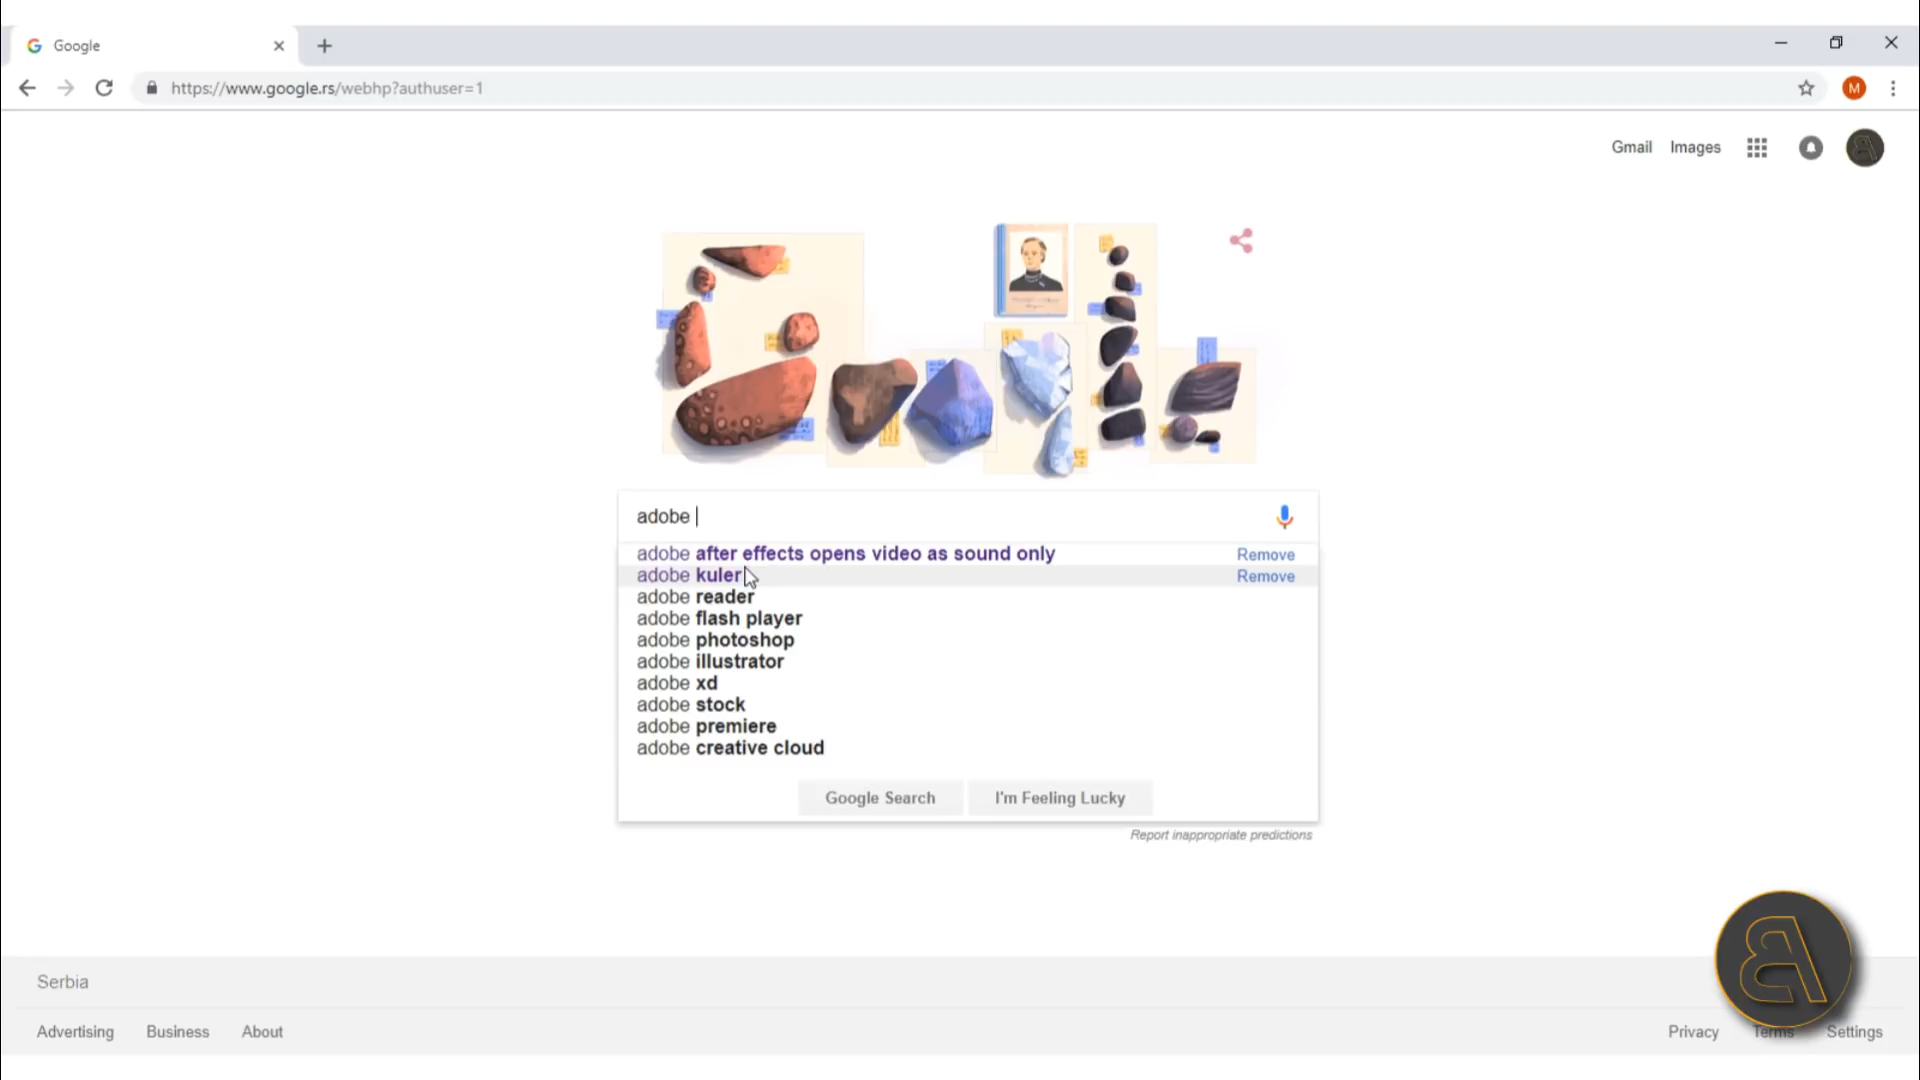 Google
https://www.google.rs/webhp?authuser=1
M
Gmail Images
adobe
adobe after effects opens video as sound only Remove
adobe kuler Remove
adobe reader
adobe flash player
adobe photoshop
adobe illustrator
adobe xd
adobe stock
adobe premiere
adobe creative cloud
Google Search I'm Feeling Lucky
Report inappropriate predictions
Serbia
Advertising Business About Privacy Terms Settings